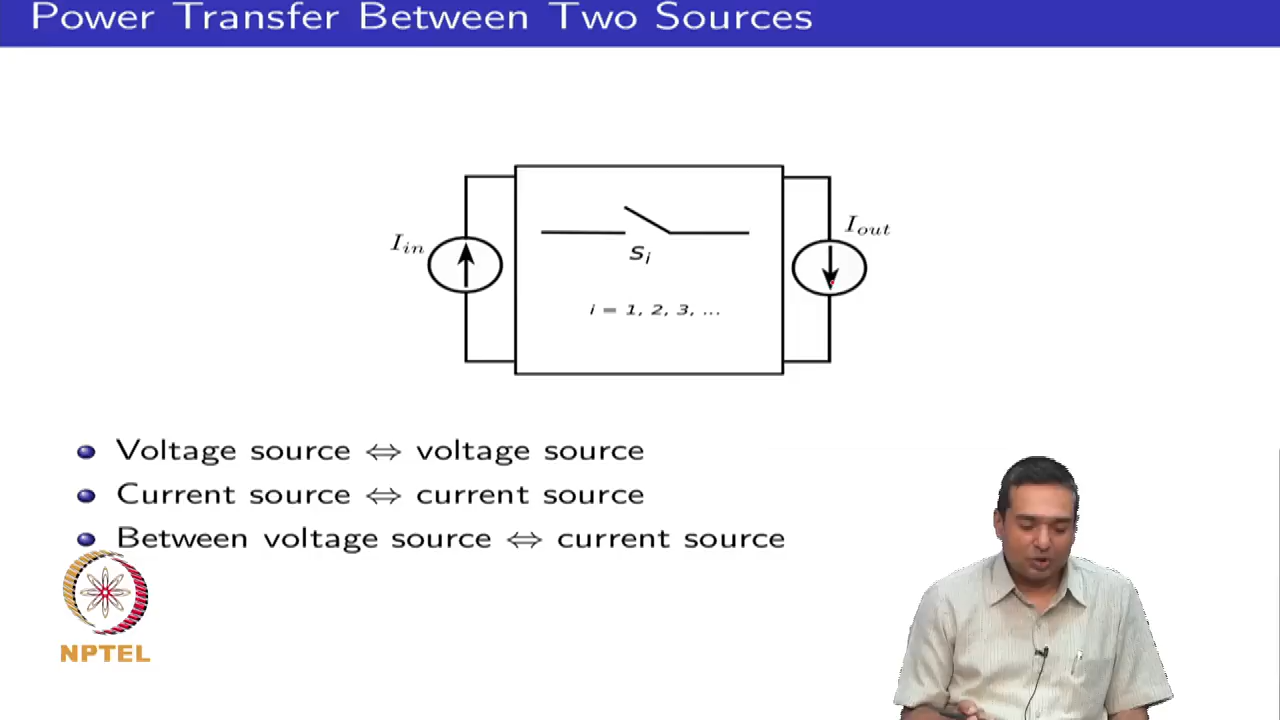 Power Transfer Between Two Sources
I_in
I_out
S_i
i = 1, 2, 3, ...
Voltage source ⇔ voltage source
Current source ⇔ current source
Between voltage source ⇔ current source
NPTEL